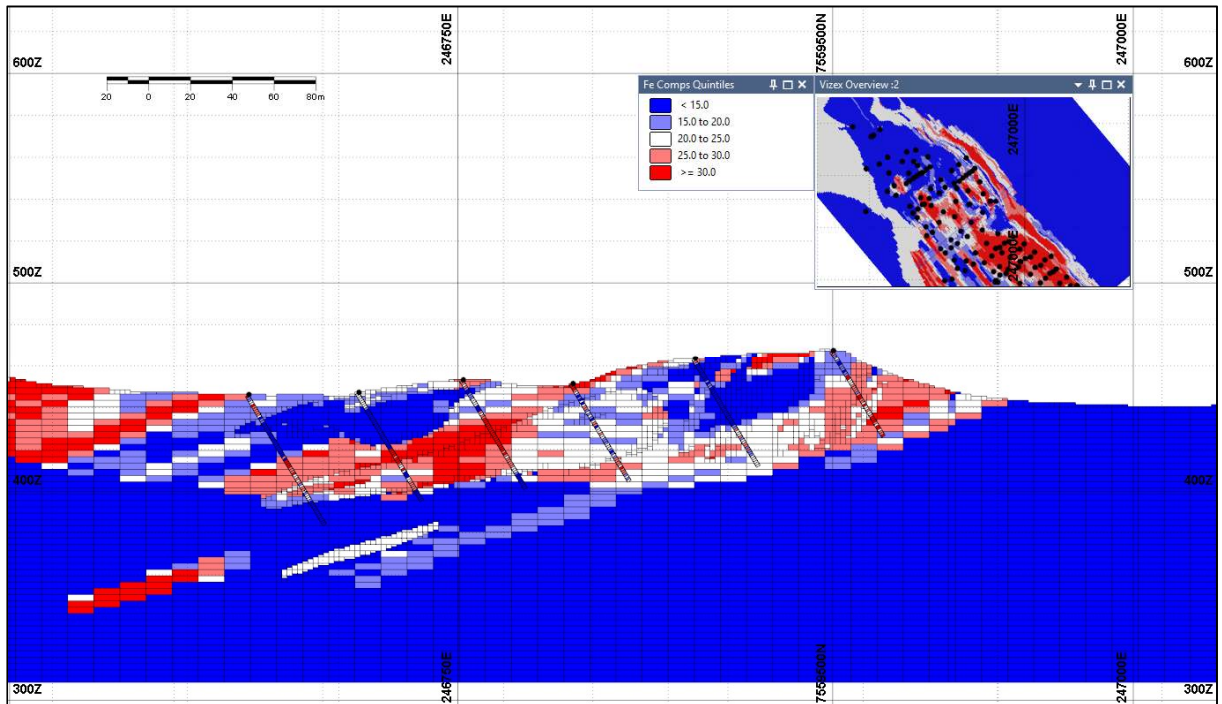 246750E
7559500N
247000E
600Z
600Z
20 0 20 40 60 80m
Fe Comps Quintiles
< 15.0
15.0 to 20.0
20.0 to 25.0
25.0 to 30.0
>= 30.0
Vizex Overview :2
247000E
247000E
500Z
500Z
400Z
400Z
246750E
7559500N
247000E
300Z
300Z